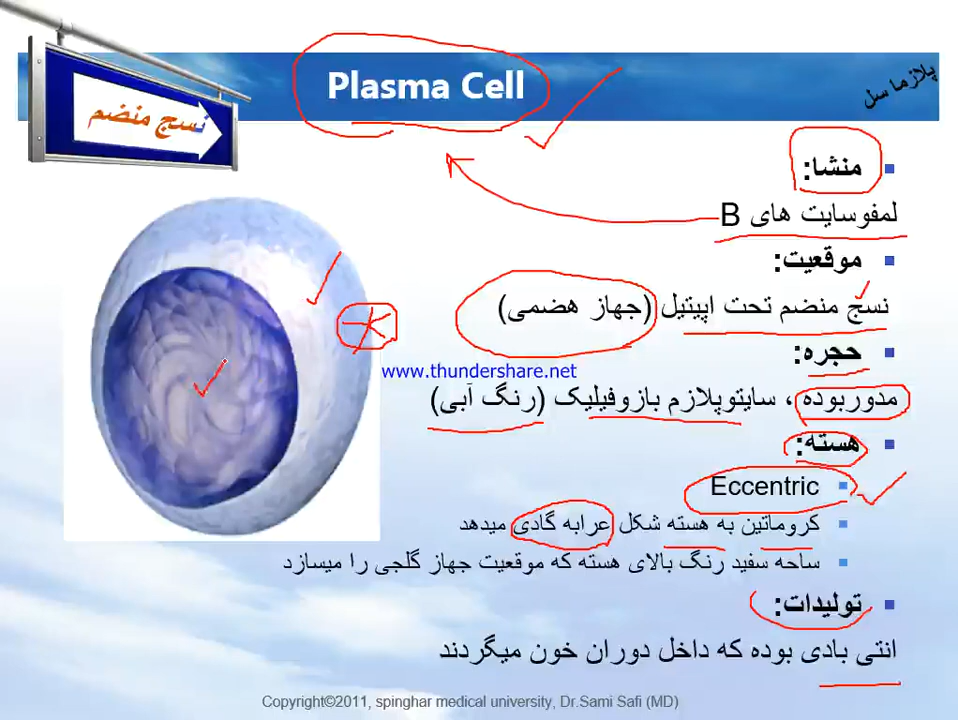 Plasma Cell
پلازما سل
نسج منضم
منشا:
لمفوسایت های B
موقعیت:
نسج منضم تحت اپیتیل (جهاز هضمی)
www.thundershare.net
حجره:
مدوربوده ، سایتوپلازم بازوفیلیک (رنگ آبی)
هسته:
Eccentric
کروماتین به هسته شکل عرابه گادی میدهد
ساحه سفید رنگ بالای هسته که موقعیت جهاز گلجی را میسازد
تولیدات:
انتی بادی بوده که داخل دوران خون میگردند
Copyright©2011, spinghar medical university, Dr.Sami Safi (MD)